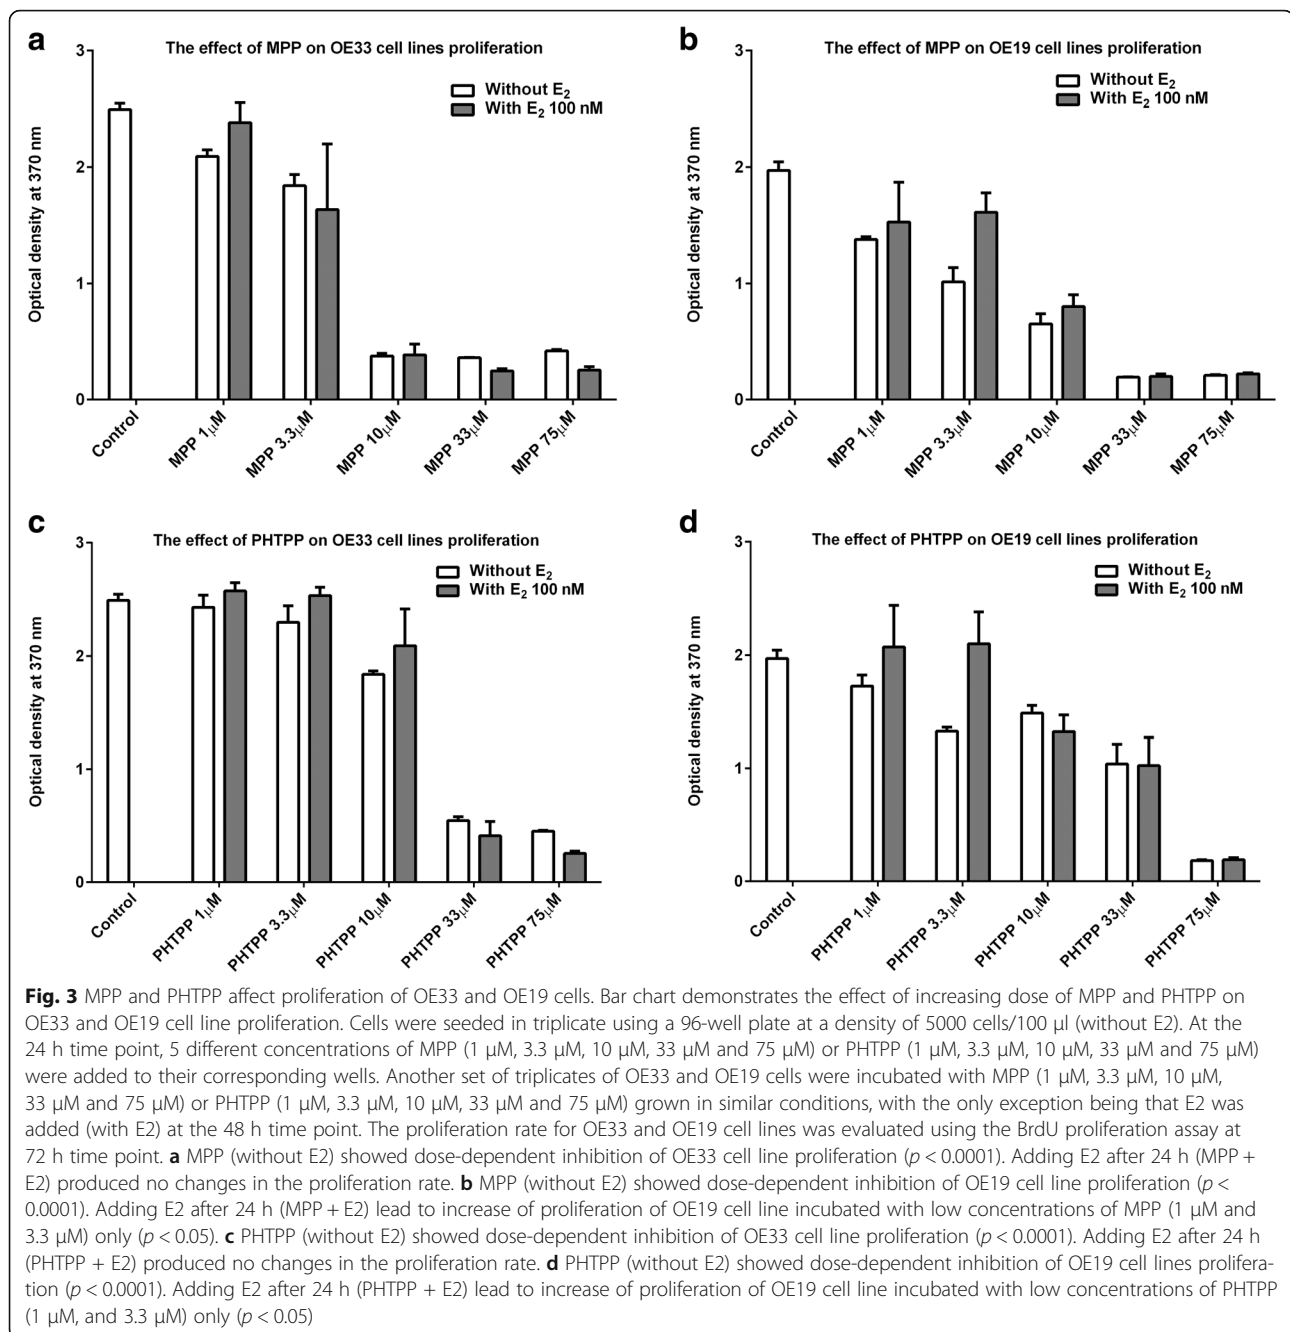 a
The effect of MPP on OE33 cell lines proliferation
Without E2
With E2 100 nM
Optical density at 370 nm
3
2
1
0
Control
MPP 1µM
MPP 3.3µM
MPP 10µM
MPP 33µM
MPP 75µM
b
The effect of MPP on OE19 cell lines proliferation
Without E2
With E2 100 nM
Optical density at 370 nm
3
2
1
0
Control
MPP 1µM
MPP 3.3µM
MPP 10µM
MPP 33µM
MPP 75µM
c
The effect of PHTPP on OE33 cell lines proliferation
Without E2
With E2 100 nM
Optical density at 370 nm
3
2
1
0
Control
PHTPP 1µM
PHTPP 3.3µM
PHTPP 10µM
PHTPP 33µM
PHTPP 75µM
d
The effect of PHTPP on OE19 cell lines proliferation
Without E2
With E2 100 nM
Optical density at 370 nm
3
2
1
0
Control
PHTPP 1µM
PHTPP 3.3µM
PHTPP 10µM
PHTPP 33µM
PHTPP 75µM
Fig. 3 MPP and PHTPP affect proliferation of OE33 and OE19 cells. Bar chart demonstrates the effect of increasing dose of MPP and PHTPP on
OE33 and OE19 cell line proliferation. Cells were seeded in triplicate using a 96-well plate at a density of 5000 cells/100 µl (without E2). At the
24 h time point, 5 different concentrations of MPP (1 µM, 3.3 µM, 10 µM, 33 µM and 75 µM) or PHTPP (1 µM, 3.3 µM, 10 µM, 33 µM and 75 µM)
were added to their corresponding wells. Another set of triplicates of OE33 and OE19 cells were incubated with MPP (1 µM, 3.3 µM, 10 µM,
33 µM and 75 µM) or PHTPP (1 µM, 3.3 µM, 10 µM, 33 µM and 75 µM) grown in similar conditions, with the only exception being that E2 was
added (with E2) at the 48 h time point. The proliferation rate for OE33 and OE19 cell lines was evaluated using the BrdU proliferation assay at
72 h time point. a MPP (without E2) showed dose-dependent inhibition of OE33 cell line proliferation (p < 0.0001). Adding E2 after 24 h (MPP +
E2) produced no changes in the proliferation rate. b MPP (without E2) showed dose-dependent inhibition of OE19 cell line proliferation (p <
0.0001). Adding E2 after 24 h (MPP + E2) lead to increase of proliferation of OE19 cell line incubated with low concentrations of MPP (1 µM and
3.3 µM) only (p < 0.05). c PHTPP (without E2) showed dose-dependent inhibition of OE33 cell line proliferation (p < 0.0001). Adding E2 after 24 h
(PHTPP + E2) produced no changes in the proliferation rate. d PHTPP (without E2) showed dose-dependent inhibition of OE19 cell lines prolifera-
tion (p < 0.0001). Adding E2 after 24 h (PHTPP + E2) lead to increase of proliferation of OE19 cell line incubated with low concentrations of PHTPP
(1 µM, and 3.3 µM) only (p < 0.05)